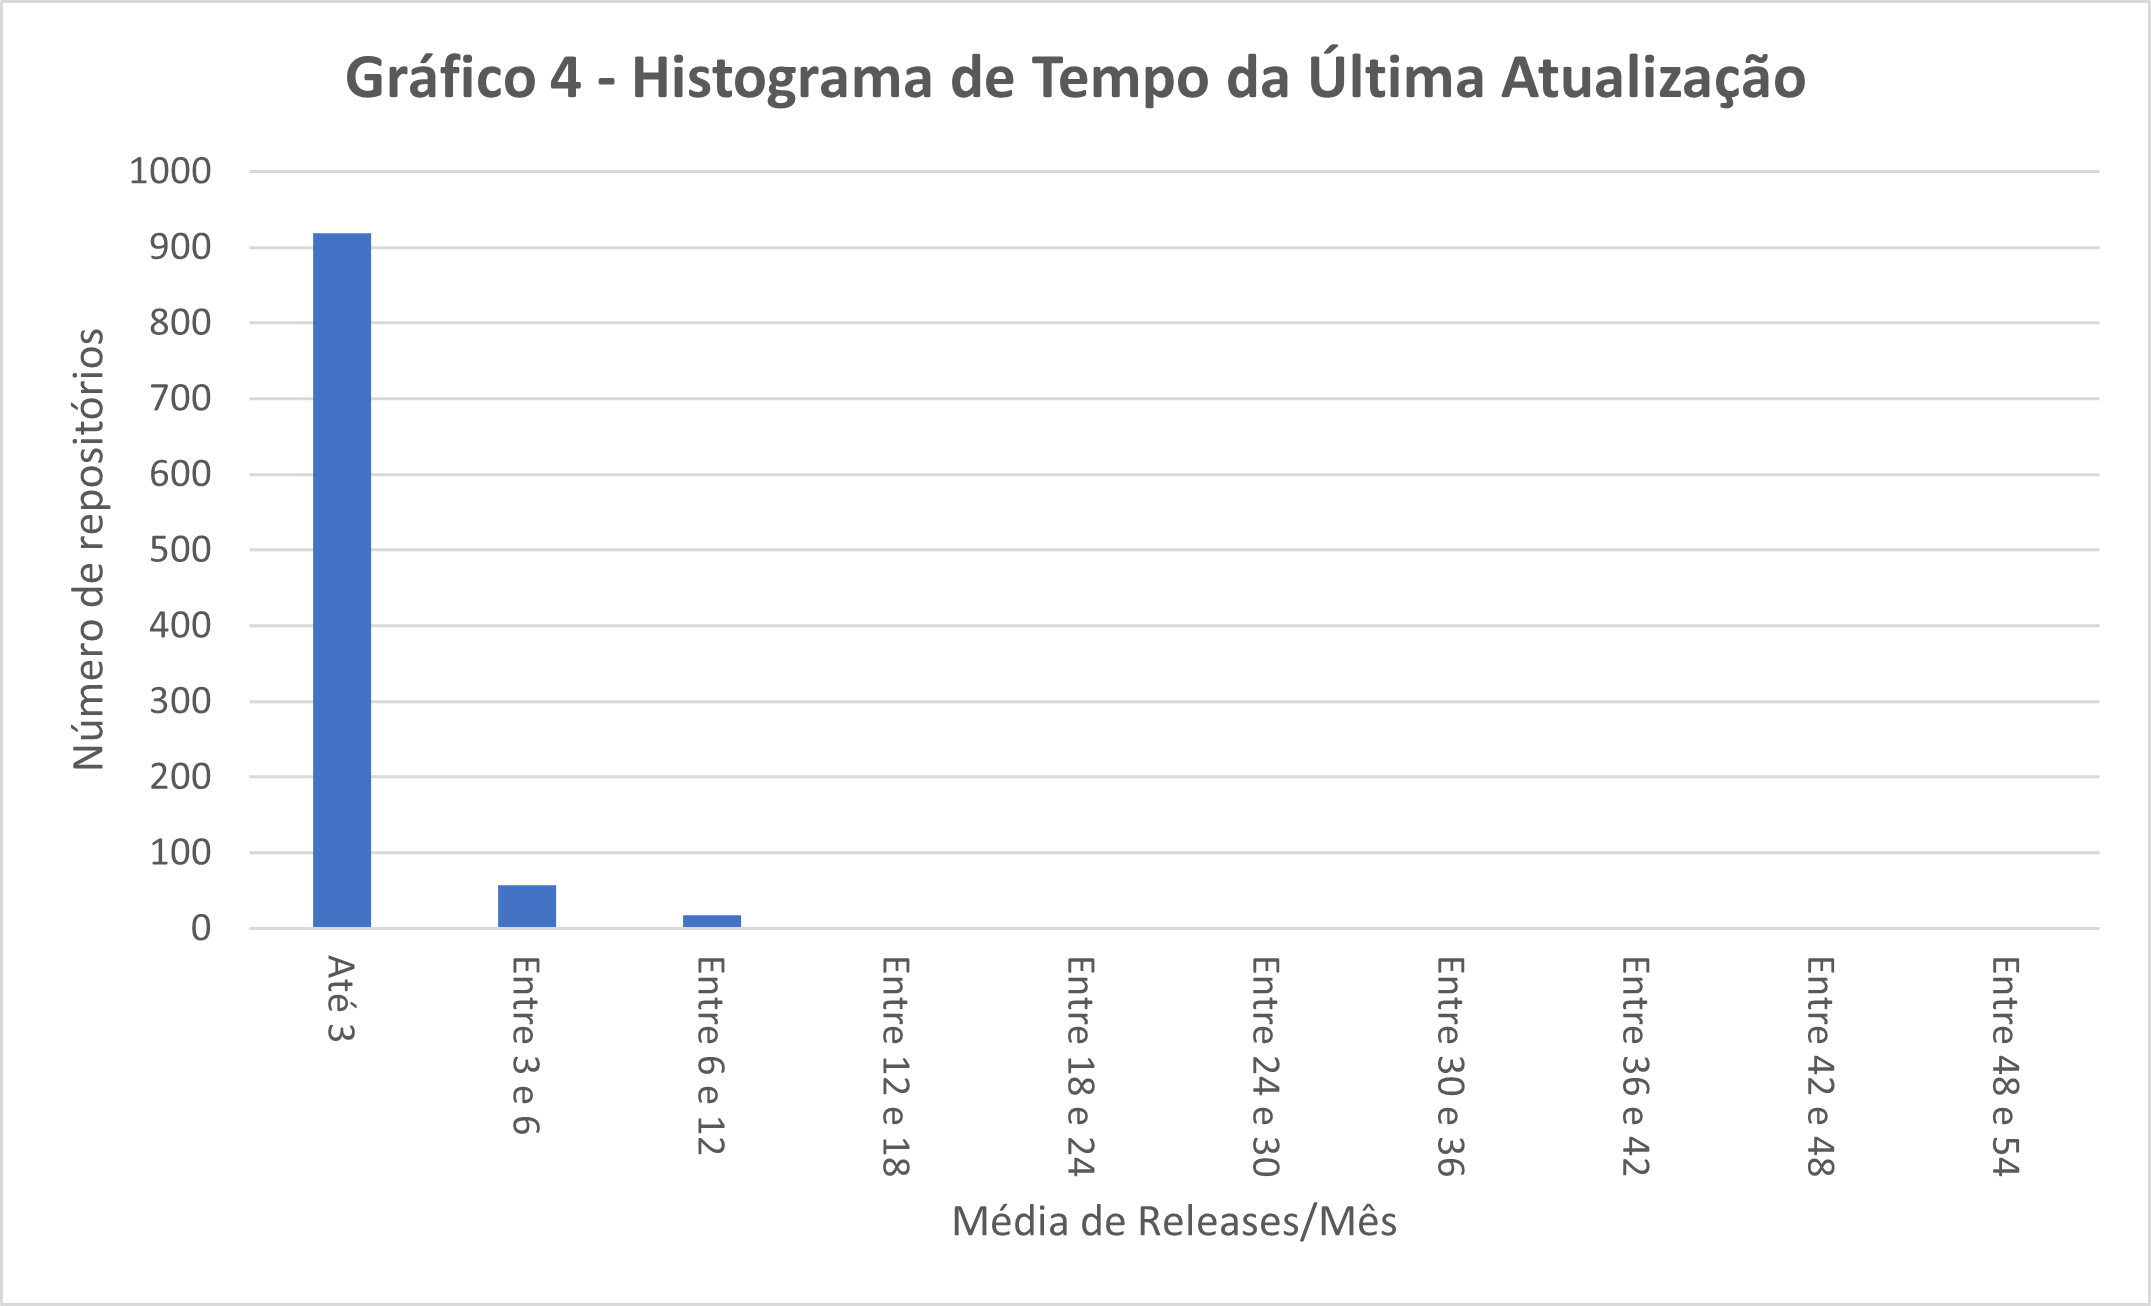 Gráfico 4 - Histograma de Tempo da Última Atualização
1000
900
800
700
600
500
400
300
200
100
0
Número de repositórios
Até 3
Entre 3 e 6
Entre 6 e 12
Entre 12 e 18
Entre 18 e 24
Entre 24 e 30
Entre 30 e 36
Entre 36 e 42
Entre 42 e 48
Entre 48 e 54
Média de Releases/Mês